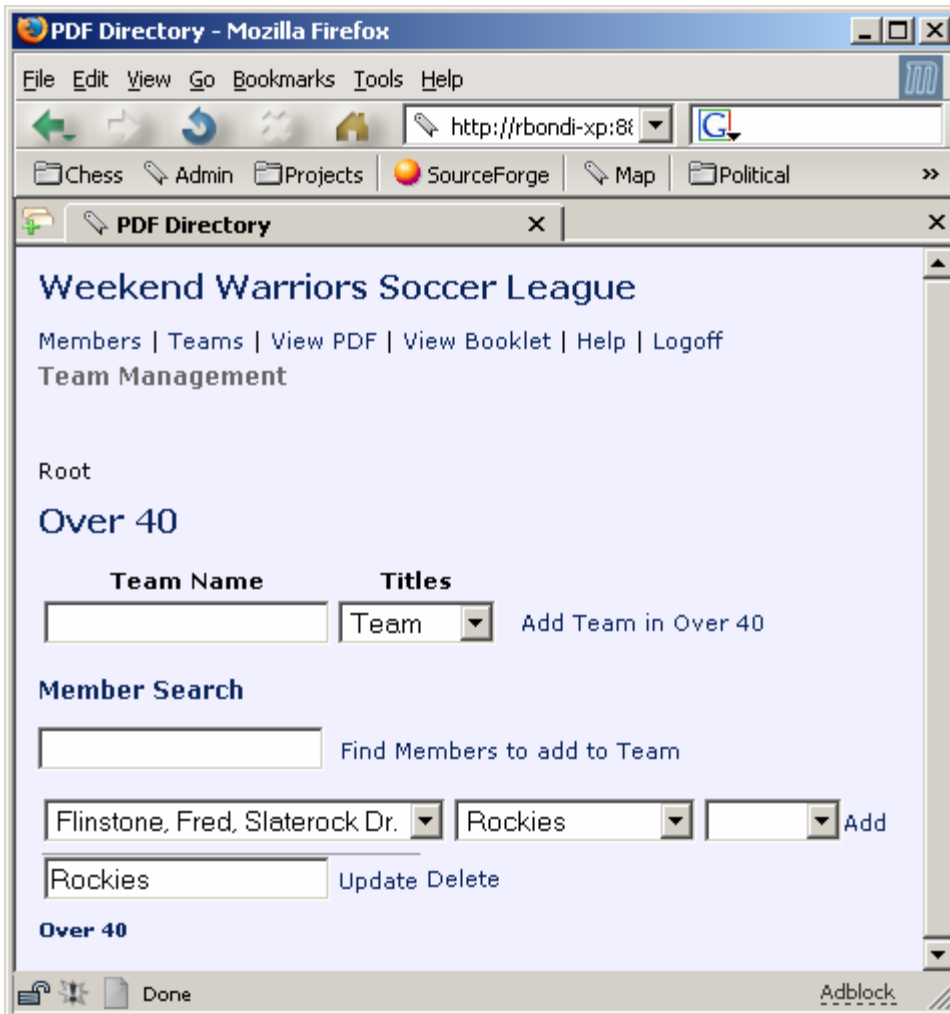 PDF Directory - Mozilla Firefox
File Edit View Go Bookmarks Tools Help
http://rbondi-xp:8 G
Chess Admin Projects SourceForge Map Political »
PDF Directory
Weekend Warriors Soccer League
Members | Teams | View PDF | View Booklet | Help | Logoff
Team Management
Root
Over 40
Team Name Titles
Team Add Team in Over 40
Member Search
Find Members to add to Team
Flinstone, Fred, Slaterock Dr. Rockies Add
Rockies Update Delete
Over 40
Done Adblock